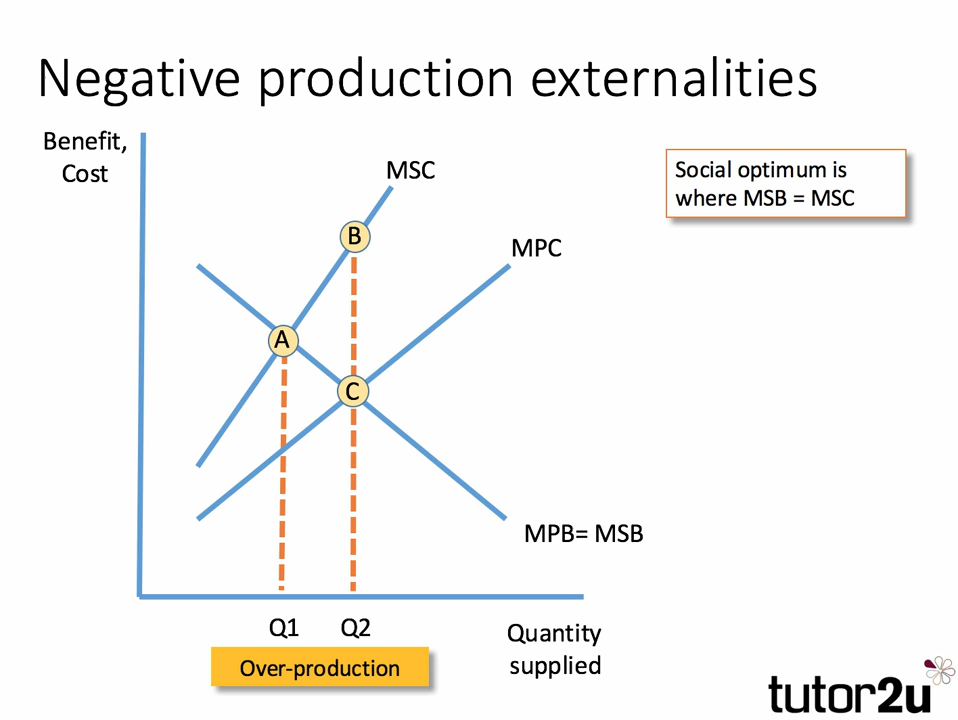 Negative production externalities
Benefit,
Cost
MSC
Social optimum is
where MSB = MSC
B
MPC
A
C
MPB= MSB
Q1
Q2
Quantity
supplied
Over-production
tutor2u